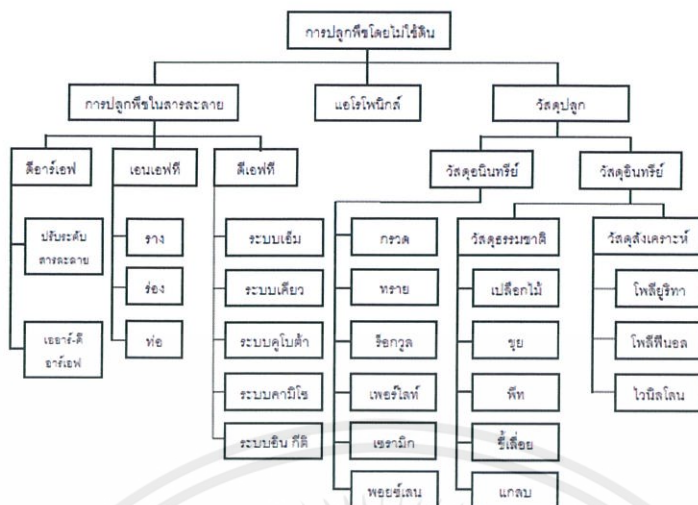 การปลูกพืชโดยไม่ใช้ดิน
การปลูกพืชในสารละลาย
แอโรโพนิกส์
วัสดุปลูก
ดีอาร์เอฟ
เอนเอฟที
ดีเอฟที
วัสดุอนินทรีย์
วัสดุอินทรีย์
ปรับระดับ
สารละลาย
เออาร์-ดี
อาร์เอฟ
ราง
ร่อง
ท่อ
ระบบเอ็ม
ระบบเคียว
ระบบคูโบต้า
ระบบคามิโซ
ระบบอิน กีติ
กรวด
ทราย
ร็อกวูล
เพอร์ไลท์
เซรามิก
พอยซ์เลน
วัสดุธรรมชาติ
เปลือกไม้
ขุย
พีท
ขี้เลื่อย
แกลบ
วัสดุสังเคราะห์
โพลียูริทา
โพลีฟีนอล
ไวนิลโลน